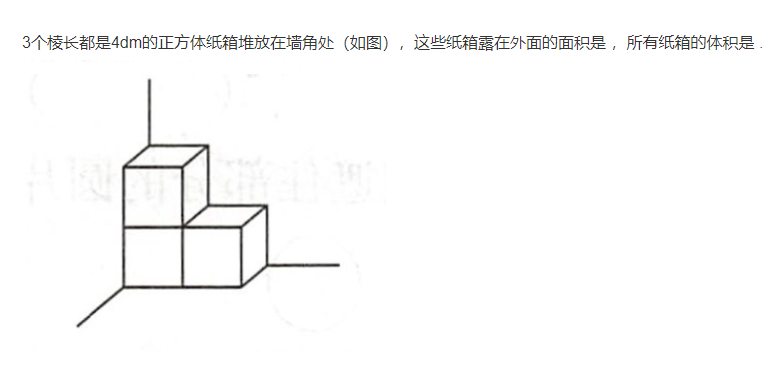 3个棱长都是4dm的正方体纸箱堆放在墙角处（如图），这些纸箱露在外面的面积是 ，所有纸箱的体积是 .